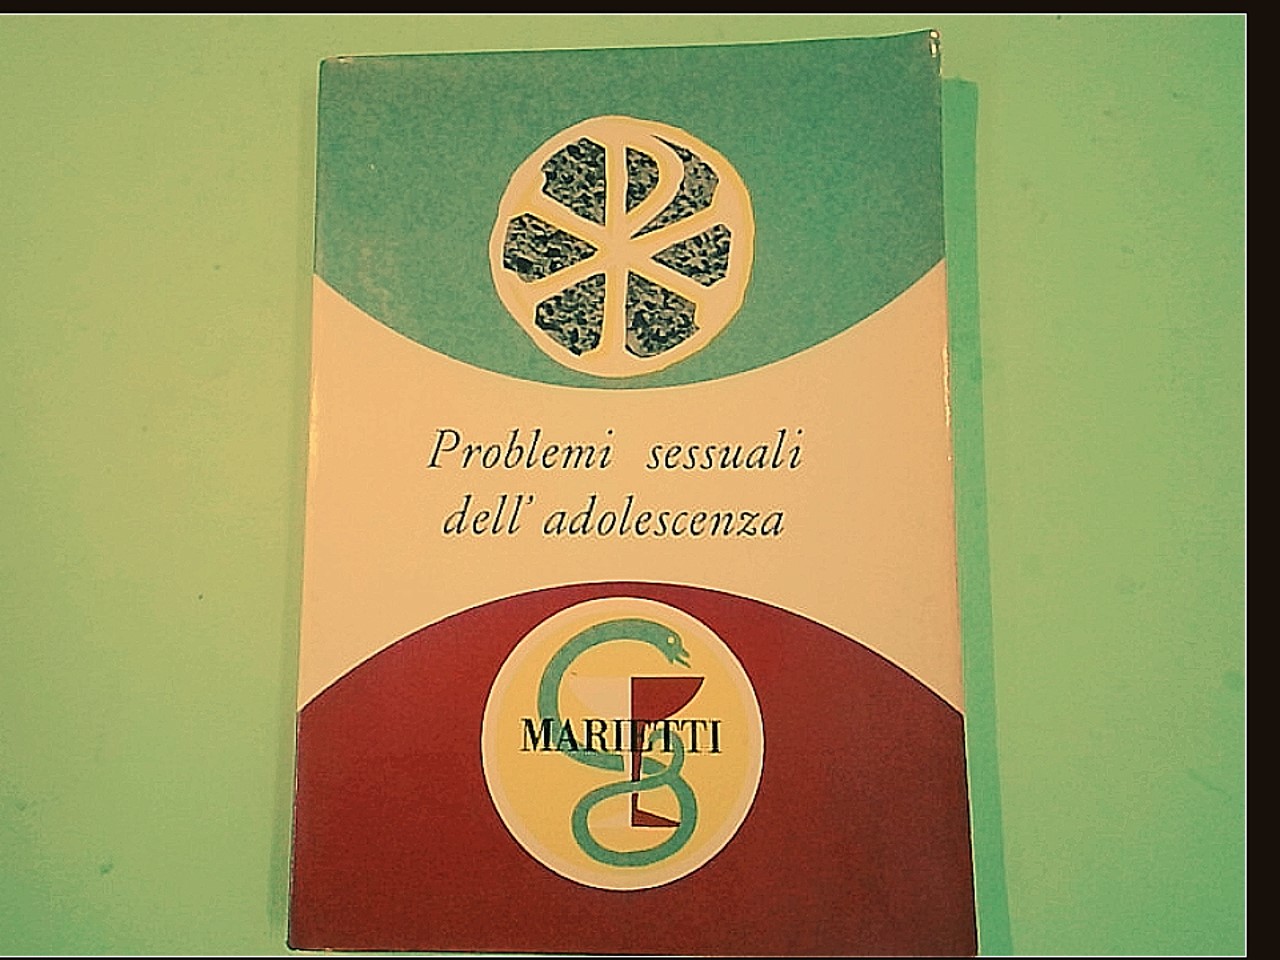 Problemi sessuali
dell' adolescenza
MARIETTI